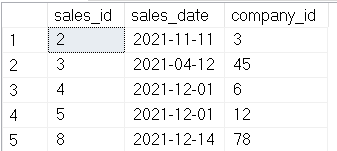 sales_id sales_date company_id
1 2 2021-11-11 3
2 3 2021-04-12 45
3 4 2021-12-01 6
4 5 2021-12-01 12
5 8 2021-12-14 78